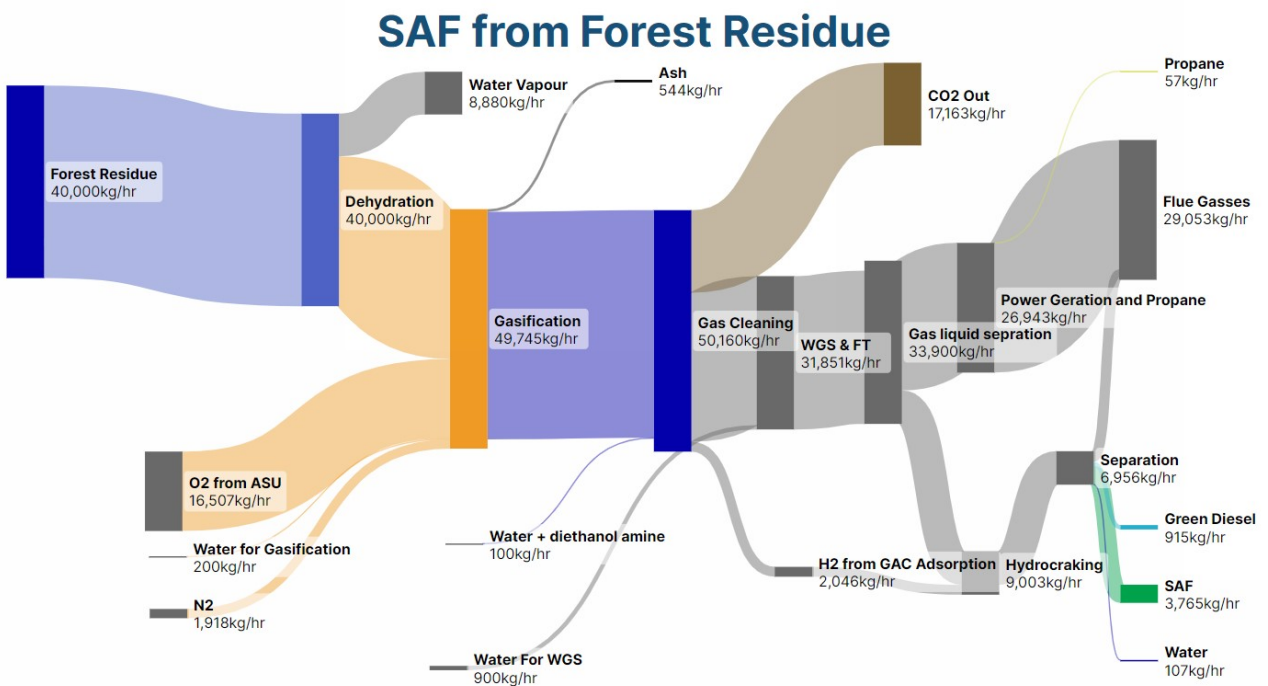 SAF from Forest Residue
Forest Residue
40,000kg/hr
Dehydration
40,000kg/hr
Water Vapour
8,880kg/hr
O2 from ASU
16,507kg/hr
Water for Gasification
200kg/hr
N2
1,918kg/hr
Gasification
49,745kg/hr
Ash
544kg/hr
Water + diethanol amine
100kg/hr
Water For WGS
900kg/hr
Gas Cleaning
50,160kg/hr
CO2 Out
17,163kg/hr
WGS & FT
31,851kg/hr
H2 from GAC Adsorption
2,046kg/hr
Gas liquid sepration
33,900kg/hr
Power Geration and Propane
26,943kg/hr
Hydrocraking
9,003kg/hr
Propane
57kg/hr
Flue Gasses
29,053kg/hr
Separation
6,956kg/hr
Green Diesel
915kg/hr
SAF
3,765kg/hr
Water
107kg/hr